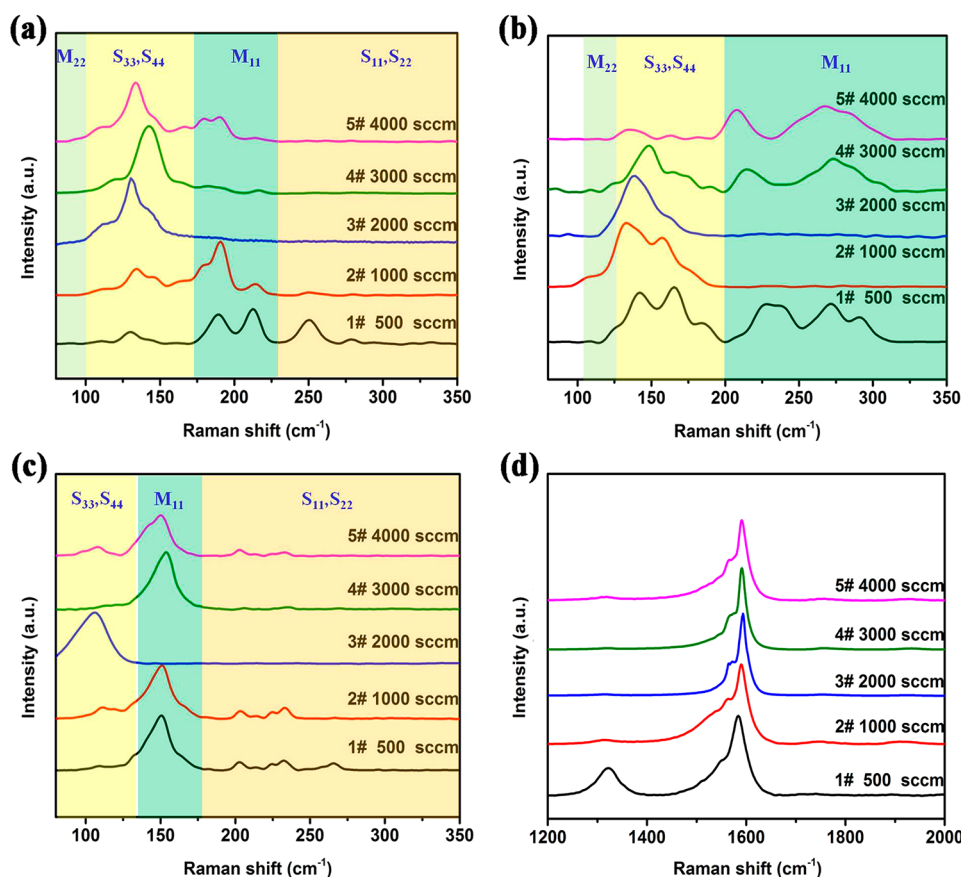 (a)
M22
S33,S44
M11
S11,S22
5# 4000 sccm
4# 3000 sccm
3# 2000 sccm
2# 1000 sccm
1# 500 sccm
Intensity (a.u.)
100 150 200 250 300 350
Raman shift (cm-1)
(b)
M22
S33,S44
M11
5# 4000 sccm
4# 3000 sccm
3# 2000 sccm
2# 1000 sccm
1# 500 sccm
Intensity (a.u.)
100 150 200 250 300 350
Raman shift (cm-1)
(c)
S33,S44
M11
S11,S22
5# 4000 sccm
4# 3000 sccm
3# 2000 sccm
2# 1000 sccm
1# 500 sccm
Intensity (a.u.)
100 150 200 250 300 350
Raman shift (cm-1)
(d)
5# 4000 sccm
4# 3000 sccm
3# 2000 sccm
2# 1000 sccm
1# 500 sccm
Intensity (a.u.)
1200 1400 1600 1800 2000
Raman shift (cm-1)